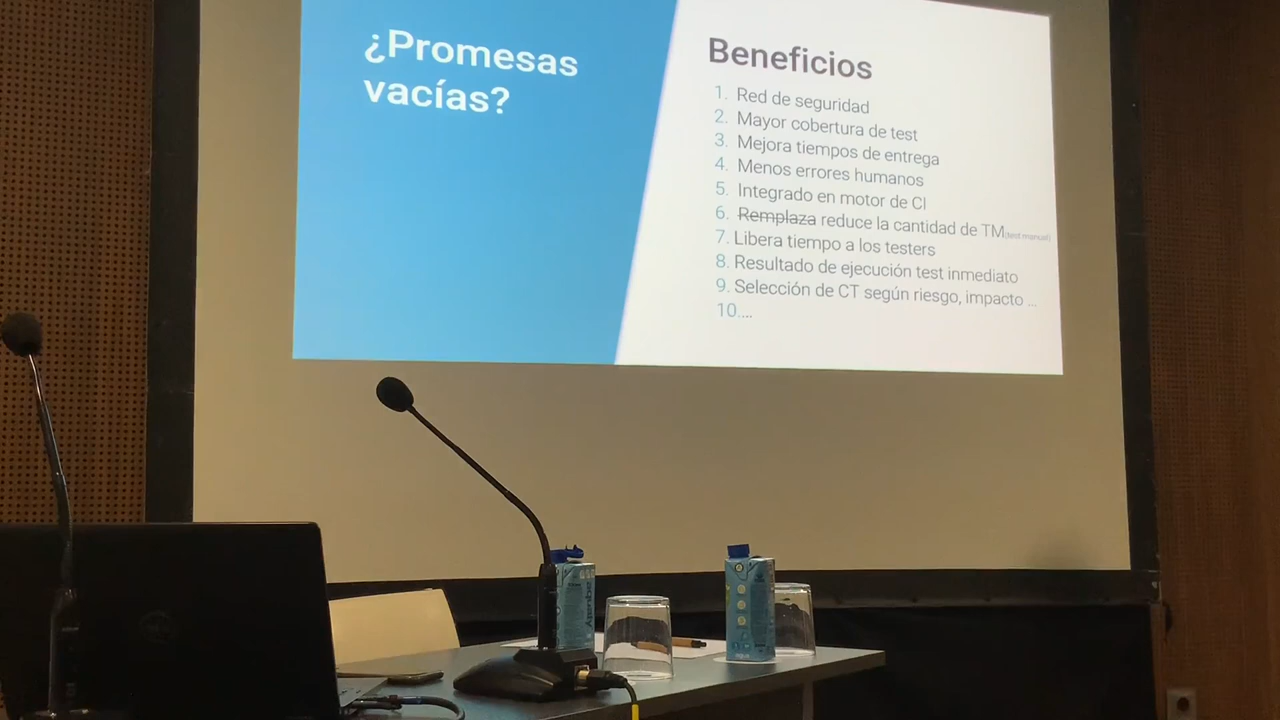 ¿Promesas
vacías?
Beneficios
1. Red de seguridad
2. Mayor cobertura de test
3. Mejora tiempos de entrega
4. Menos errores humanos
5. Integrado en motor de CI
6. Remplaza reduce la cantidad de TM(test manual)
7. Libera tiempo a los testers
8. Resultado de ejecución test inmediato
9. Selección de CT según riesgo, impacto ...
10....